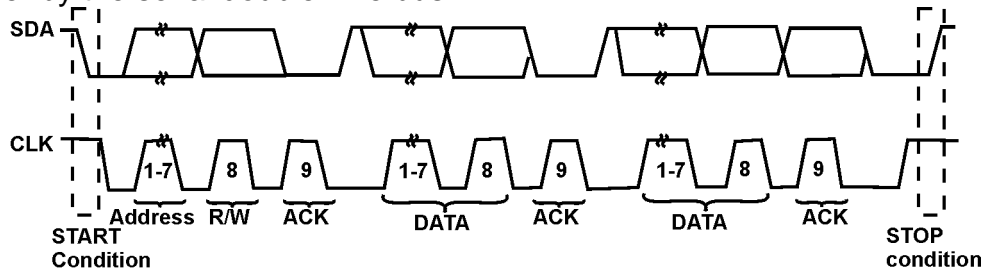 SDA
CLK
1-7 8 9 1-7 8 9 1-7 8 9
Address R/W ACK DATA ACK DATA ACK
START
Condition
STOP
condition